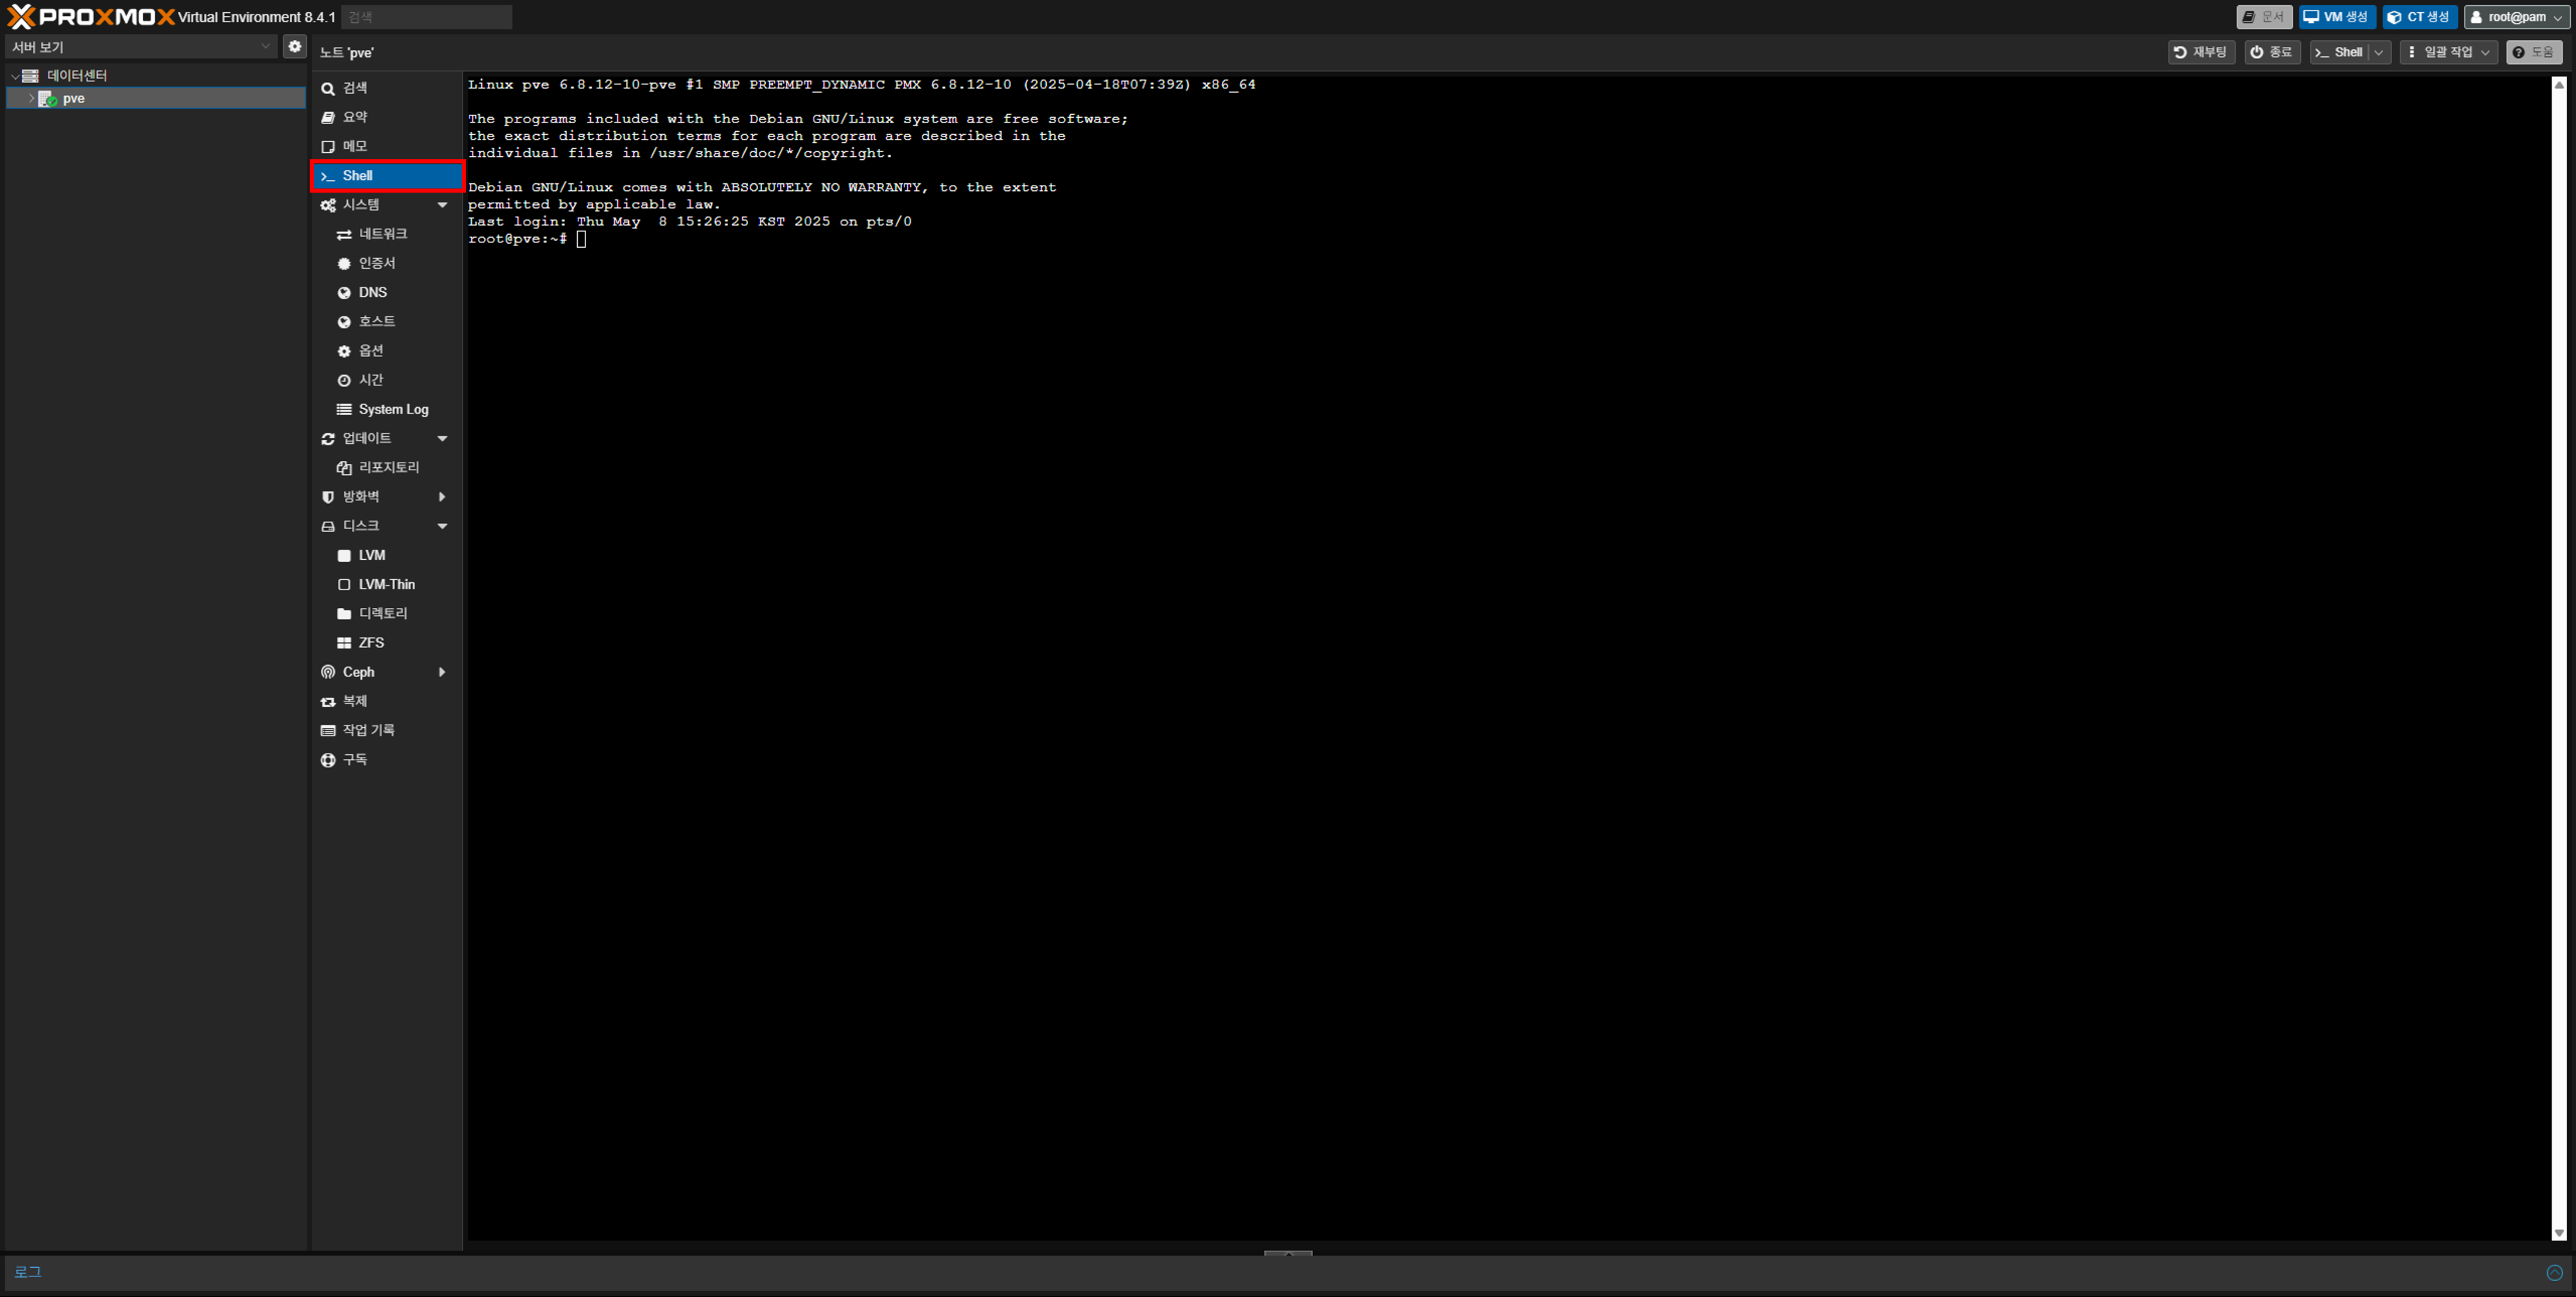 PROXMOX Virtual Environment 8.4.1 검색
문서 VM 생성 CT 생성 root@pam
서버 보기
노드 'pve'
재부팅 종료 Shell 일괄 작업 도움
데이터센터
pve
검색
요약
메모
Shell
시스템
네트워크
인증서
DNS
호스트
옵션
시간
System Log
업데이트
리포지토리
방화벽
디스크
LVM
LVM-Thin
디렉토리
ZFS
Ceph
복제
작업 기록
구독
Linux pve 6.8.12-10-pve #1 SMP PREEMPT_DYNAMIC PMX 6.8.12-10 (2025-04-18T07:39Z) x86_64
The programs included with the Debian GNU/Linux system are free software;
the exact distribution terms for each program are described in the
individual files in /usr/share/doc/*/copyright.
Debian GNU/Linux comes with ABSOLUTELY NO WARRANTY, to the extent
permitted by applicable law.
Last login: Thu May  8 15:26:25 KST 2025 on pts/0
root@pve:~#
로그